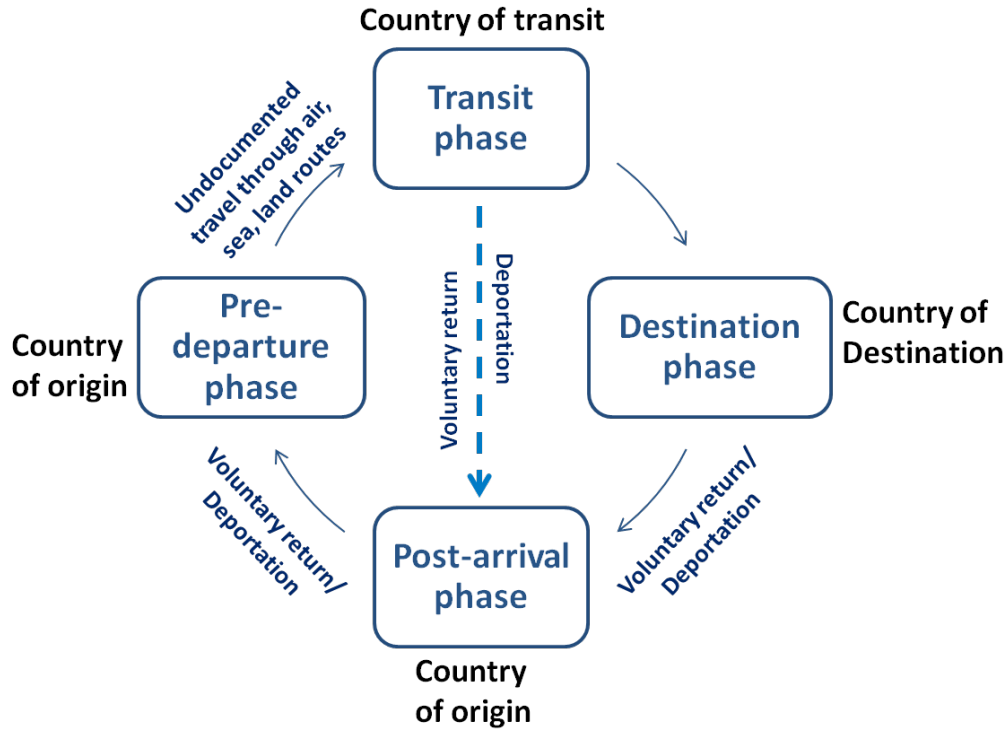 Country of transit
Transit
phase
Undocumented
travel through air,
sea, land routes
Pre-
departure
phase
Country
of origin
Voluntary return
Deportation
Destination
phase
Country of
Destination
Voluntary return/
Deportation
Post-arrival
phase
Voluntary return/
Deportation
Country
of origin